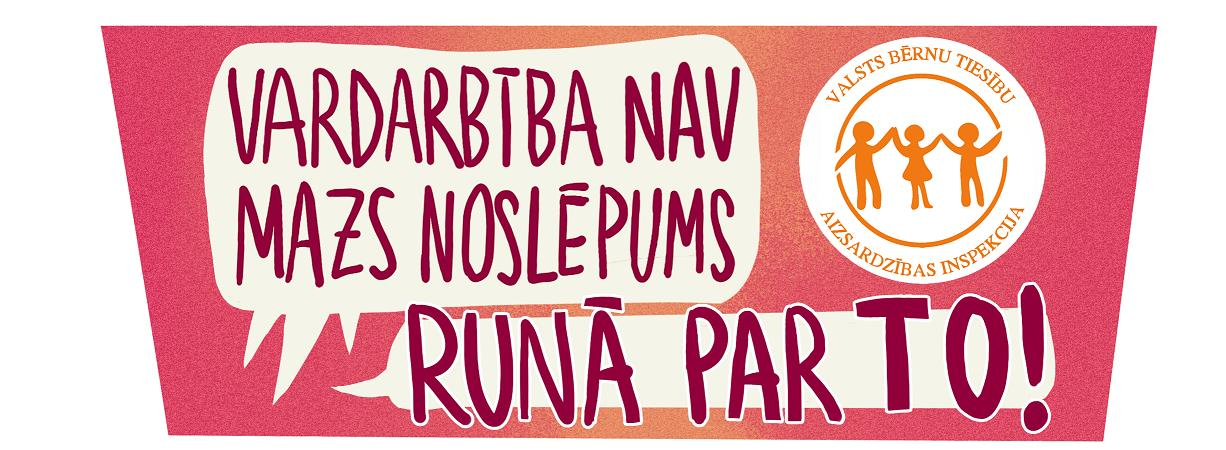 VARDARBĪBA NAV
MAZS NOSLĒPUMS
RUNĀ PAR TO!
VALSTS BĒRNU TIESĪBU
AIZSARDZĪBAS INSPEKCIJA